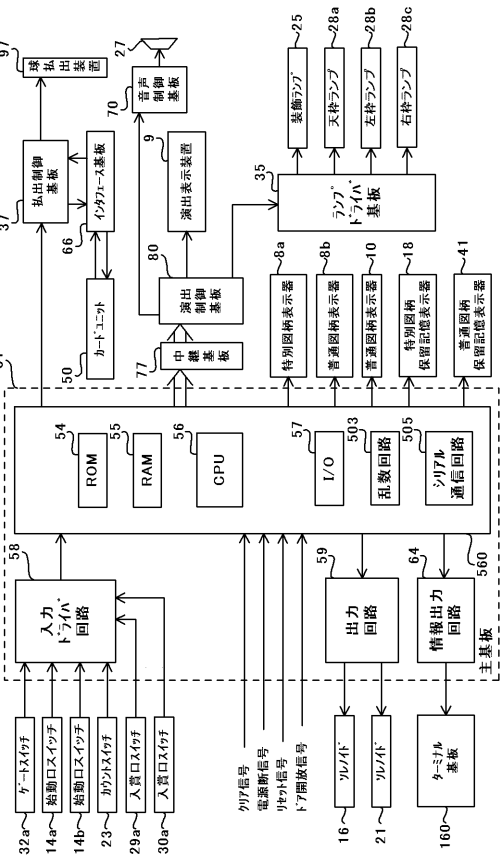 32a
ゲートスイッチ
14a
始動口スイッチ
14b
始動口スイッチ
23
カウントスイッチ
29a
入賞口スイッチ
30a
入賞口スイッチ
クリア信号
電源断信号
リセット信号
ドア開放信号
16
ソレノイド
21
ソレノイド
160
ターミナル
基板
58
入力
ドライバ
回路
59
出力
回路
64
情報出力
回路
主基板
560
54
ROM
55
RAM
56
CPU
57
I/O
503
乱数回路
505
シリアル
通信回路
37
払出制御
基板
97
球払出装置
66
インタフェース基板
50
カードユニット
77
中継
基板
80
演出制御
基板
70
音声制御
基板
27
9
演出表示装置
35
ランプ
ドライバ
基板
25
装飾ランプ
28a
天枠ランプ
28b
左枠ランプ
28c
右枠ランプ
8a
特別図柄表示器
8b
普通図柄表示器
10
普通図柄表示器
18
特別図柄
保留記憶表示器
41
普通図柄
保留記憶表示器